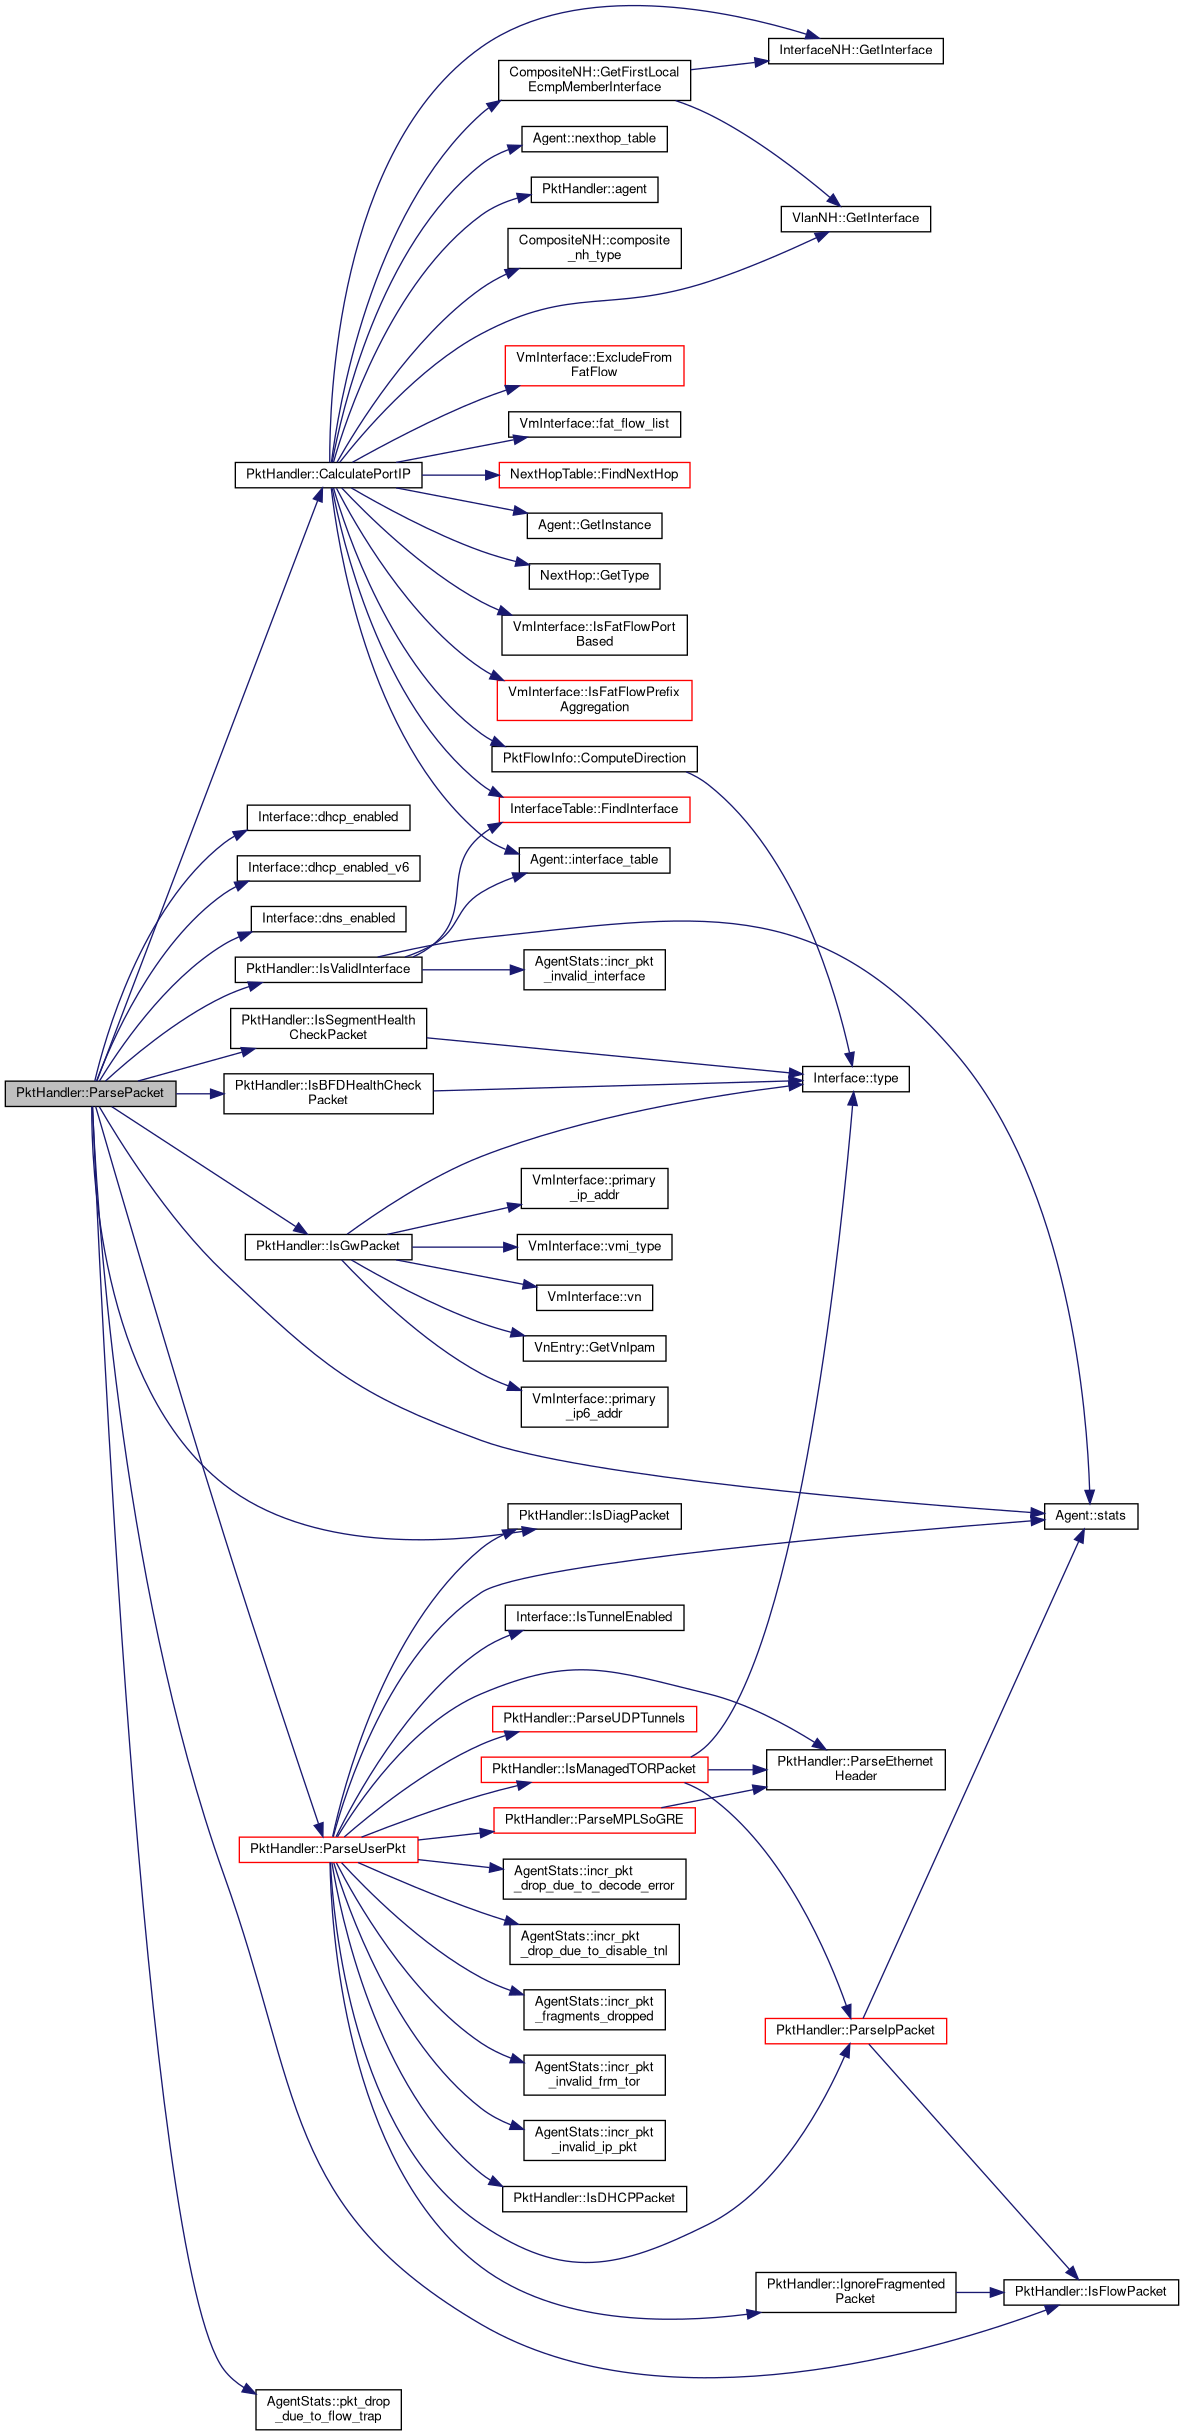 InterfaceNH::GetInterface
CompositeNH::GetFirstLocal
EcmpMemberInterface
Agent::nexthop_table
PktHandler::agent
VlanNH::GetInterface
CompositeNH::composite
_nh_type
VmInterface::ExcludeFrom
FatFlow
VmInterface::fat_flow_list
PktHandler::CalculatePortIP
NextHopTable::FindNextHop
Agent::GetInstance
NextHop::GetType
VmInterface::IsFatFlowPort
Based
VmInterface::IsFatFlowPrefix
Aggregation
PktFlowInfo::ComputeDirection
InterfaceTable::FindInterface
Interface::dhcp_enabled
Agent::interface_table
Interface::dhcp_enabled_v6
Interface::dns_enabled
PktHandler::IsValidInterface
AgentStats::incr_pkt
_invalid_interface
PktHandler::IsSegmentHealth
CheckPacket
Interface::type
PktHandler::ParsePacket
PktHandler::IsBFDHealthCheck
Packet
VmInterface::primary
_ip_addr
PktHandler::IsGwPacket
VmInterface::vmi_type
VmInterface::vn
VnEntry::GetVnIpam
VmInterface::primary
_ip6_addr
PktHandler::IsDiagPacket
Agent::stats
Interface::IsTunnelEnabled
PktHandler::ParseUDPTunnels
PktHandler::IsManagedTORPacket
PktHandler::ParseEthernet
Header
PktHandler::ParseMPLSoGRE
PktHandler::ParseUserPkt
AgentStats::incr_pkt
_drop_due_to_decode_error
AgentStats::incr_pkt
_drop_due_to_disable_tnl
AgentStats::incr_pkt
_fragments_dropped
PktHandler::ParseIpPacket
AgentStats::incr_pkt
_invalid_frm_tor
AgentStats::incr_pkt
_invalid_ip_pkt
PktHandler::IsDHCPPacket
PktHandler::IgnoreFragmented
Packet
PktHandler::IsFlowPacket
AgentStats::pkt_drop
_due_to_flow_trap